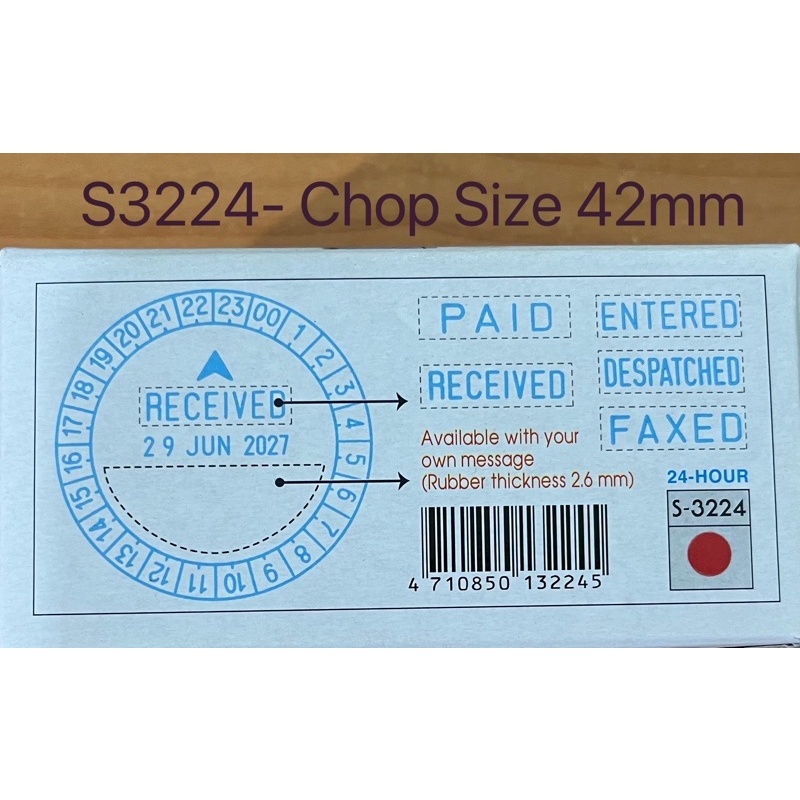 S3224- Chop Size 42mm
00 1 2 3 4 5 6 7 8 9 10 11 12 13 14 15 16 17 18 19 20 21 22 23
RECEIVED
29 JUN 2027
PAID
ENTERED
RECEIVED
DESPATCHED
FAXED
Available with your
own message
(Rubber thickness 2.6 mm)
24-HOUR
S-3224
4 710850 132245